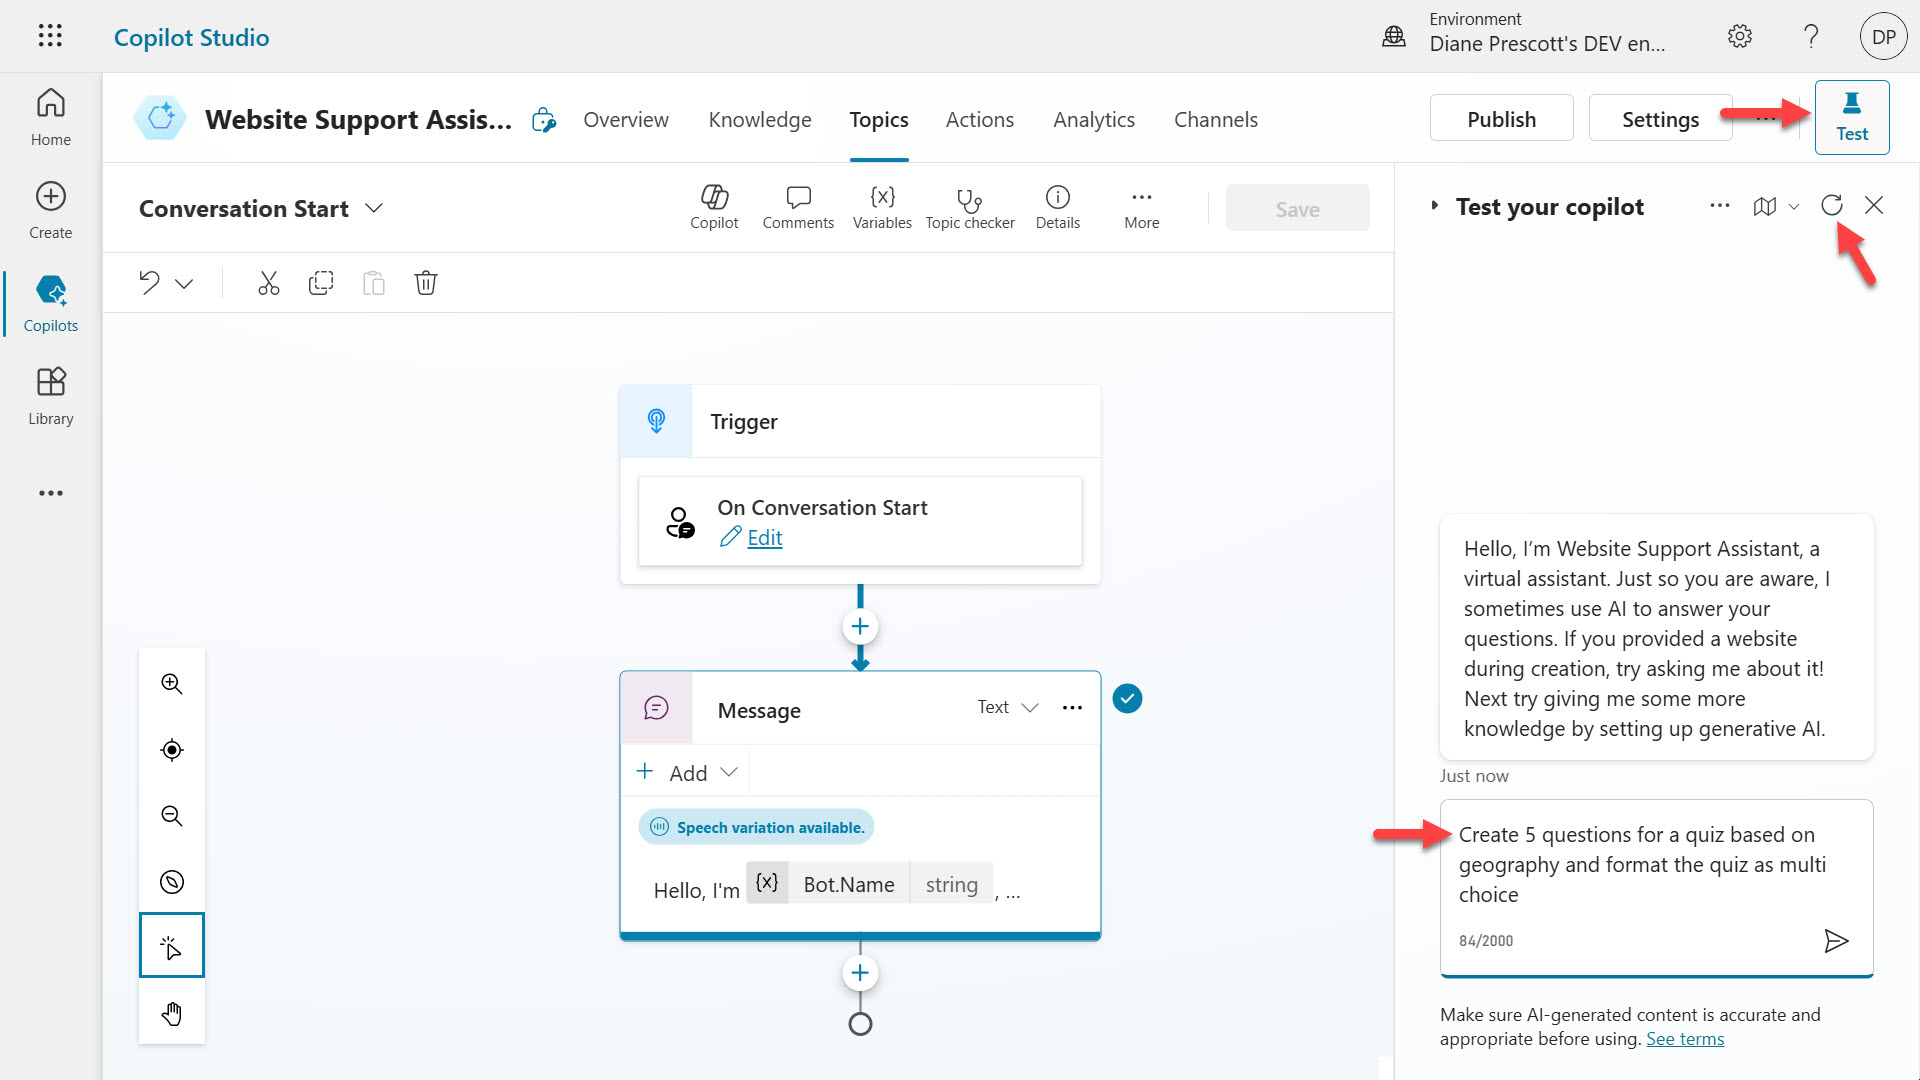 Copilot Studio
Environment
Diane Prescott's DEV en...
?
DP
Home
Create
Copilots
Library
Website Support Assis...
Overview
Knowledge
Topics
Actions
Analytics
Channels
Publish
Settings
Test
Conversation Start
Copilot
Comments
{x}
Variables
Topic checker
Details
More
Save
Trigger
On Conversation Start
Edit
Message
Text
Add
Speech variation available.
Hello, I'm {x} Bot.Name string , ...
Test your copilot
Hello, I’m Website Support Assistant, a
virtual assistant. Just so you are aware, I
sometimes use AI to answer your
questions. If you provided a website
during creation, try asking me about it!
Next try giving me some more
knowledge by setting up generative AI.
Just now
Create 5 questions for a quiz based on
geography and format the quiz as multi
choice
84/2000
Make sure AI-generated content is accurate and
appropriate before using. See terms